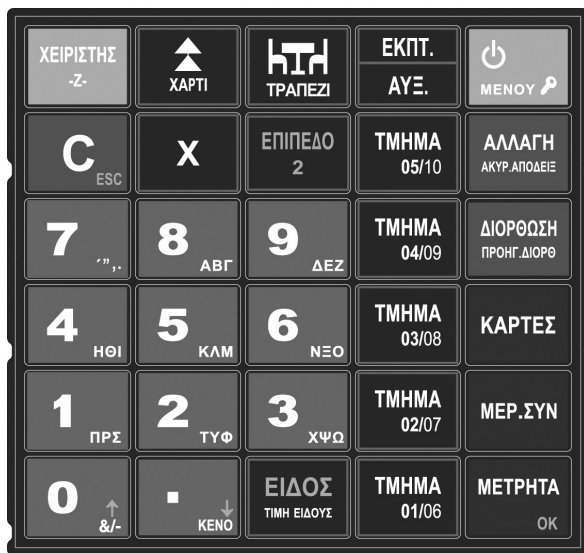 ΧΕΙΡΙΣΤΗΣ
-Z-
ΧΑΡΤΙ
ΤΡΑΠΕΖΙ
ΕΚΠΤ.
ΑΥΞ.
ΜΕΝΟΥ
C
ESC
X
ΕΠΙΠΕΔΟ
2
ΤΜΗΜΑ
05/10
ΑΛΛΑΓΗ
ΑΚΥΡ.ΑΠΟΔΕΙΞ
7
´”,.
8
ΑΒΓ
9
ΔΕΖ
ΤΜΗΜΑ
04/09
ΔΙΟΡΘΩΣΗ
ΠΡΟΗΓ.ΔΙΟΡΘ
4
ΗΘΙ
5
ΚΛΜ
6
ΝΞΟ
ΤΜΗΜΑ
03/08
ΚΑΡΤΕΣ
1
ΠΡΣ
2
ΤΥΦ
3
ΧΨΩ
ΤΜΗΜΑ
02/07
ΜΕΡ.ΣΥΝ
0
↑
&/-
.
↓
ΚΕΝΟ
ΕΙΔΟΣ
ΤΙΜΗ ΕΙΔΟΥΣ
ΤΜΗΜΑ
01/06
ΜΕΤΡΗΤΑ
OK